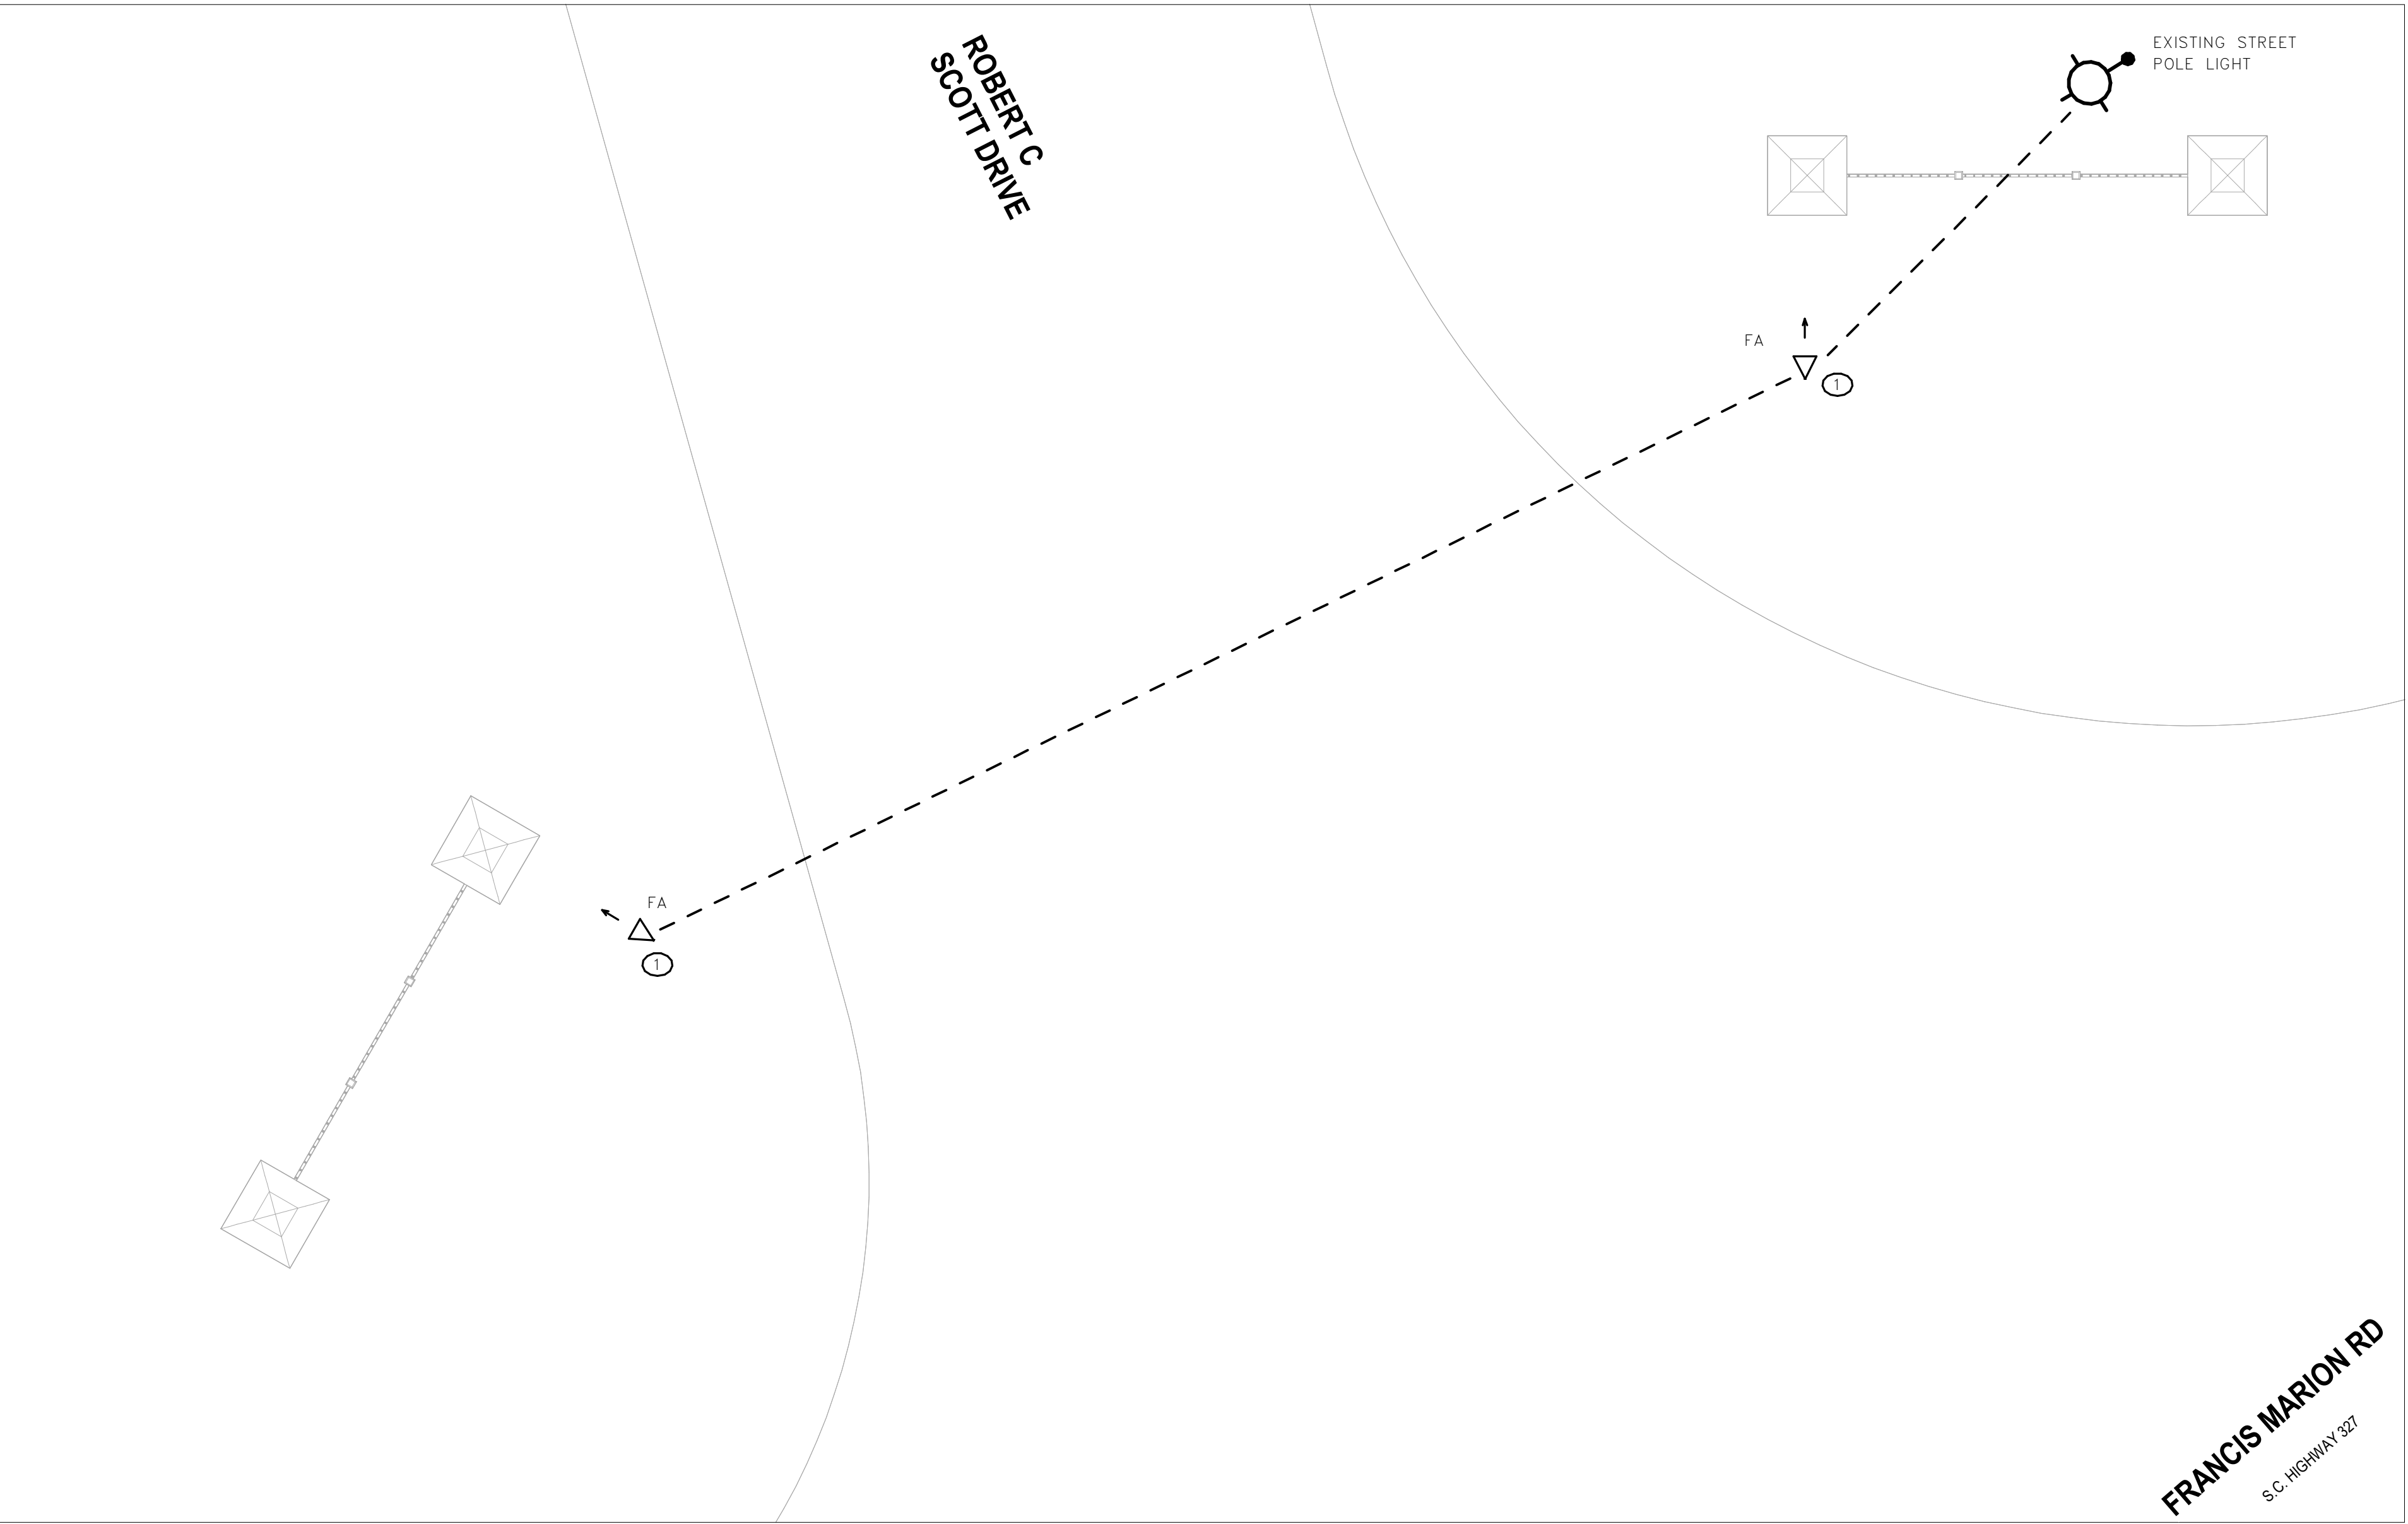 ROBERT C
SCOTT DRIVE
EXISTING STREET
POLE LIGHT
FA
1
FA
1
FRANCIS MARION RD
S.C. HIGHWAY 327